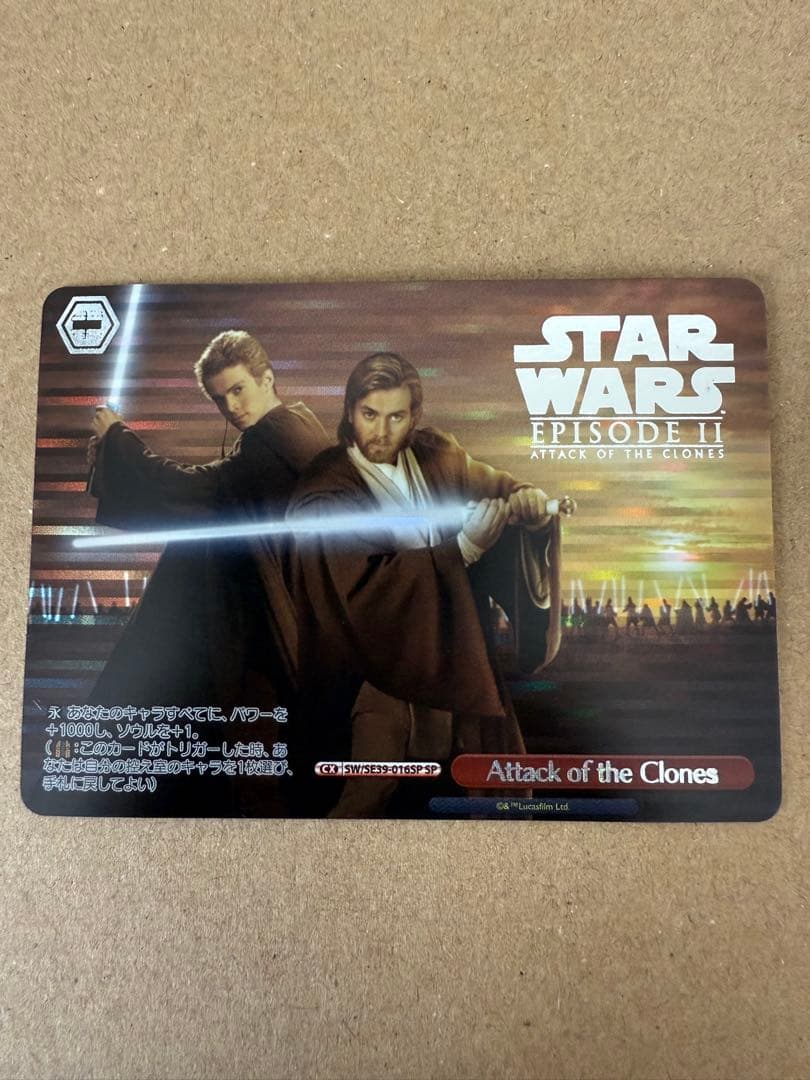 STAR
WARS
EPISODE II
ATTACK OF THE CLONES
永 あなたのキャラすべてに、パワーを
+1000し、ソウルを+1。
(:このカードがトリガーした時、あ
なたは自分の控え室のキャラを1枚選び、
手札に戻してよい)
CX SW/SE39-016SP SP
Attack of the Clones
©&™Lucasfilm Ltd.